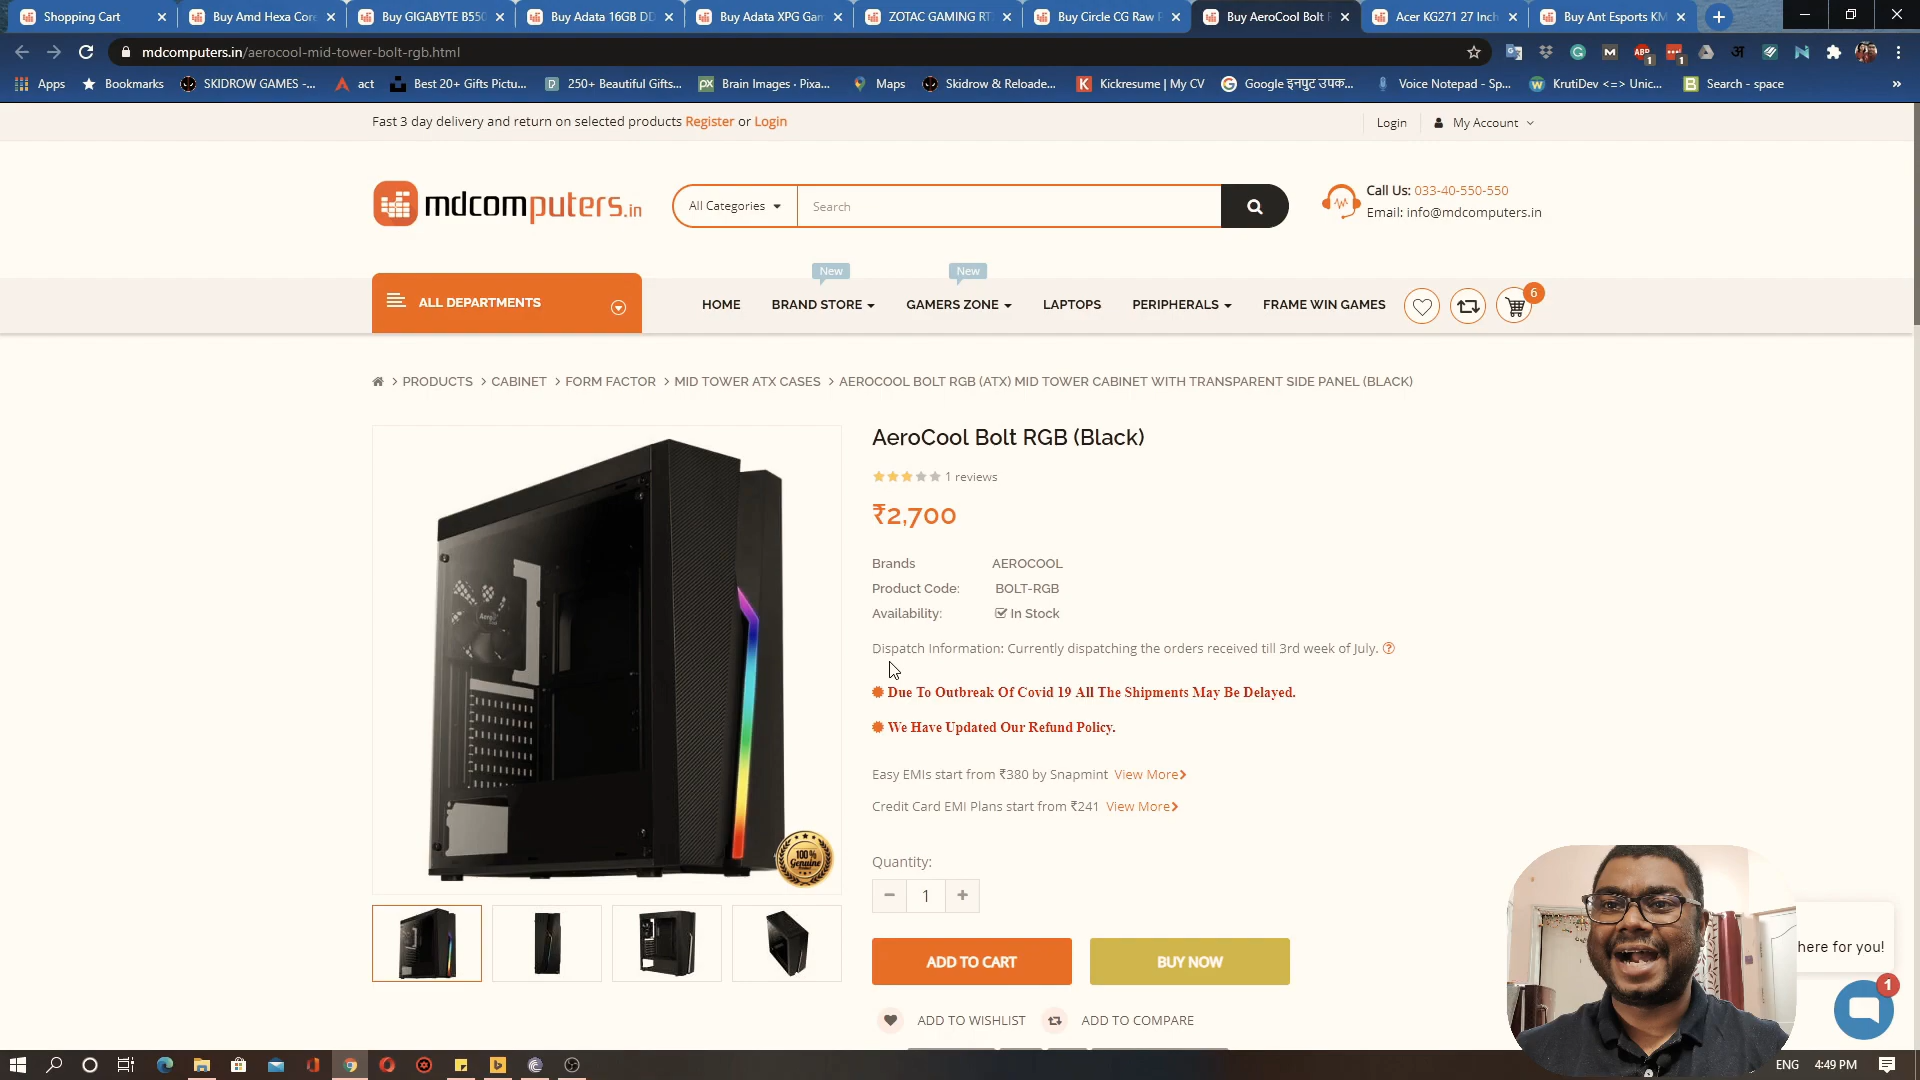 Shopping Cart
Buy Amd Hexa Core
Buy GIGABYTE B550
Buy Adata 16GB DD
Buy Adata XPG Gam
ZOTAC GAMING RT
Buy Circle CG Raw
Buy AeroCool Bolt
Acer KG271 27 Inch
Buy Ant Esports KM
mdcomputers.in/aerocool-mid-tower-bolt-rgb.html
Apps
Bookmarks
SKIDROW GAMES -...
act
Best 20+ Gifts Pictu...
250+ Beautiful Gifts...
Brain Images · Pixa...
Maps
Skidrow & Reloade...
Kickresume | My CV
Google इनपुट उपक...
Voice Notepad - Sp...
KrutiDev <=> Unic...
Search - space
»
Fast 3 day delivery and return on selected products Register or Login
Login
My Account
mdcomputers.in
All Categories
Search
Call Us: 033-40-550-550
Email: info@mdcomputers.in
New
New
ALL DEPARTMENTS
HOME
BRAND STORE
GAMERS ZONE
LAPTOPS
PERIPHERALS
FRAME WIN GAMES
6
PRODUCTS > CABINET > FORM FACTOR > MID TOWER ATX CASES > AEROCOOL BOLT RGB (ATX) MID TOWER CABINET WITH TRANSPARENT SIDE PANEL (BLACK)
AeroCool Bolt RGB (Black)
1 reviews
₹2,700
Brands AEROCOOL
Product Code: BOLT-RGB
Availability: In Stock
Dispatch Information: Currently dispatching the orders received till 3rd week of July.
Due To Outbreak Of Covid 19 All The Shipments May Be Delayed.
We Have Updated Our Refund Policy.
Easy EMIs start from ₹380 by Snapmint View More
Credit Card EMI Plans start from ₹241 View More
100%
Genuine
Quantity:
− 1 +
ADD TO CART
BUY NOW
ADD TO WISHLIST
ADD TO COMPARE
here for you!
1
ENG
4:49 PM